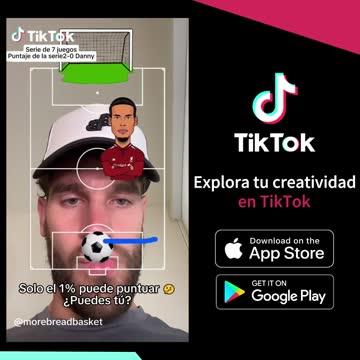 TikTok
Serie de 7 juegos
Puntaje de la serie2-0 Danny
Solo el 1% puede puntuar 🤔
¿Puedes tú?
@morebreadbasket
TikTok
Explora tu creatividad
en TikTok
Download on the
App Store
GET IT ON
Google Play